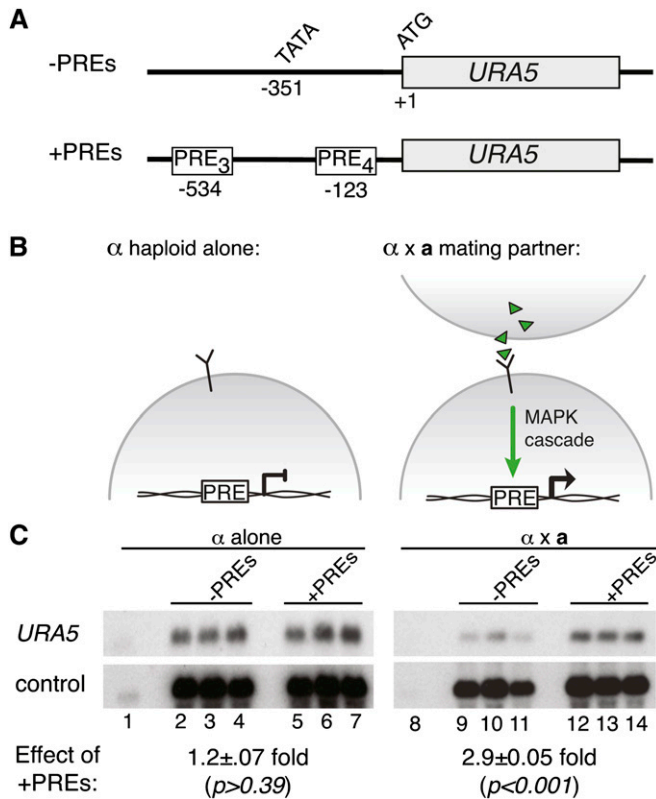 A
-PREs
TATA
ATG
URA5
-351
+1
+PREs
PRE3
PRE4
URA5
-534
-123
B
α haploid alone:
α x a mating partner:
MAPK
cascade
PRE
PRE
C
α alone
α x a
-PREs
+PREs
-PREs
+PREs
URA5
control
1 2 3 4 5 6 7 8 9 10 11 12 13 14
Effect of
+PREs:
1.2±.07 fold
(p>0.39)
2.9±0.05 fold
(p<0.001)